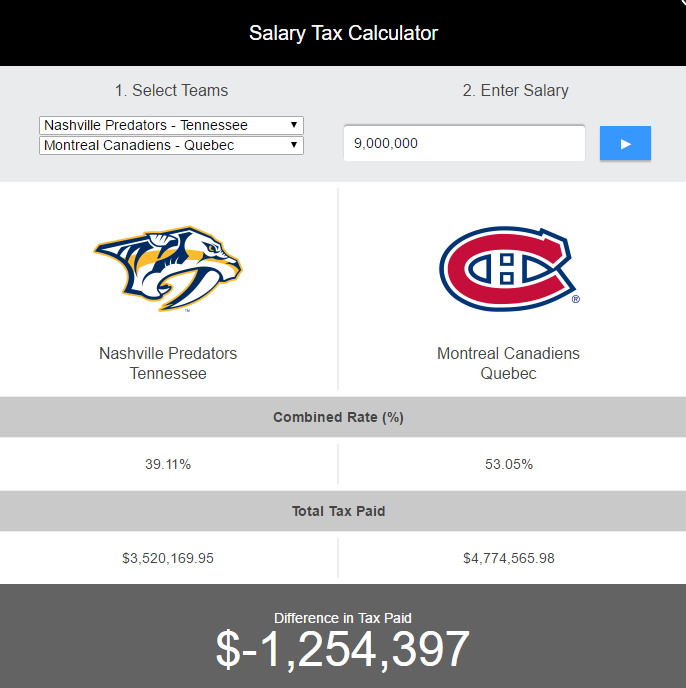 Salary Tax Calculator
1. Select Teams
2. Enter Salary
Nashville Predators - Tennessee
Montreal Canadiens - Quebec
9,000,000
TM
®
Nashville Predators
Tennessee
Montreal Canadiens
Quebec
Combined Rate (%)
39.11%
53.05%
Total Tax Paid
$3,520,169.95
$4,774,565.98
Difference in Tax Paid
$-1,254,397